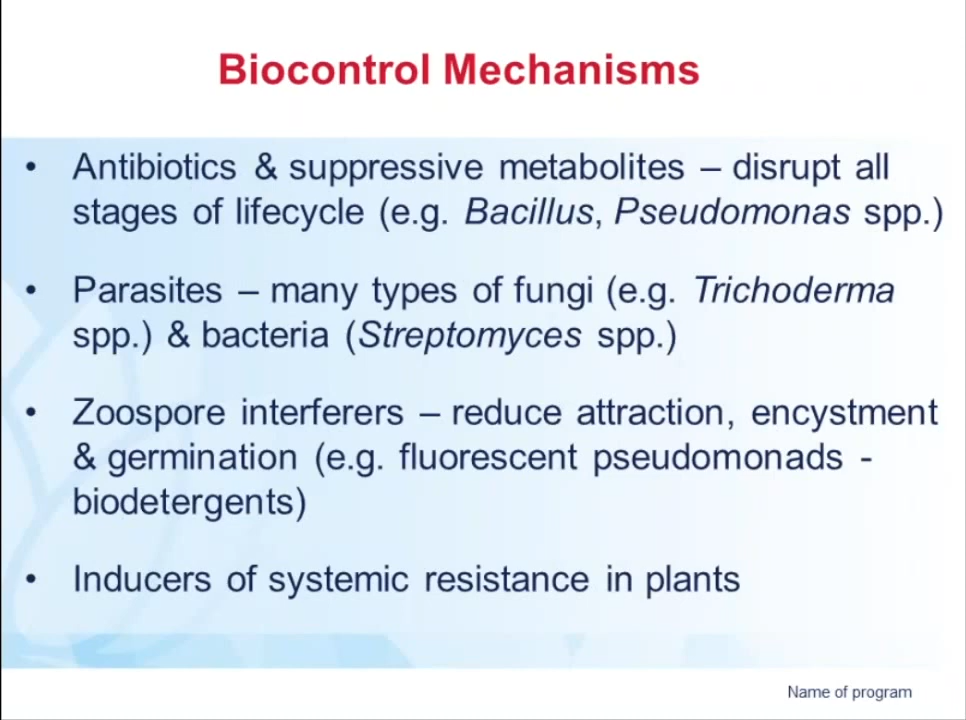 Biocontrol Mechanisms
• Antibiotics & suppressive metabolites – disrupt all
stages of lifecycle (e.g. Bacillus, Pseudomonas spp.)
• Parasites – many types of fungi (e.g. Trichoderma
spp.) & bacteria (Streptomyces spp.)
• Zoospore interferers – reduce attraction, encystment
& germination (e.g. fluorescent pseudomonads -
biodetergents)
• Inducers of systemic resistance in plants
Name of program